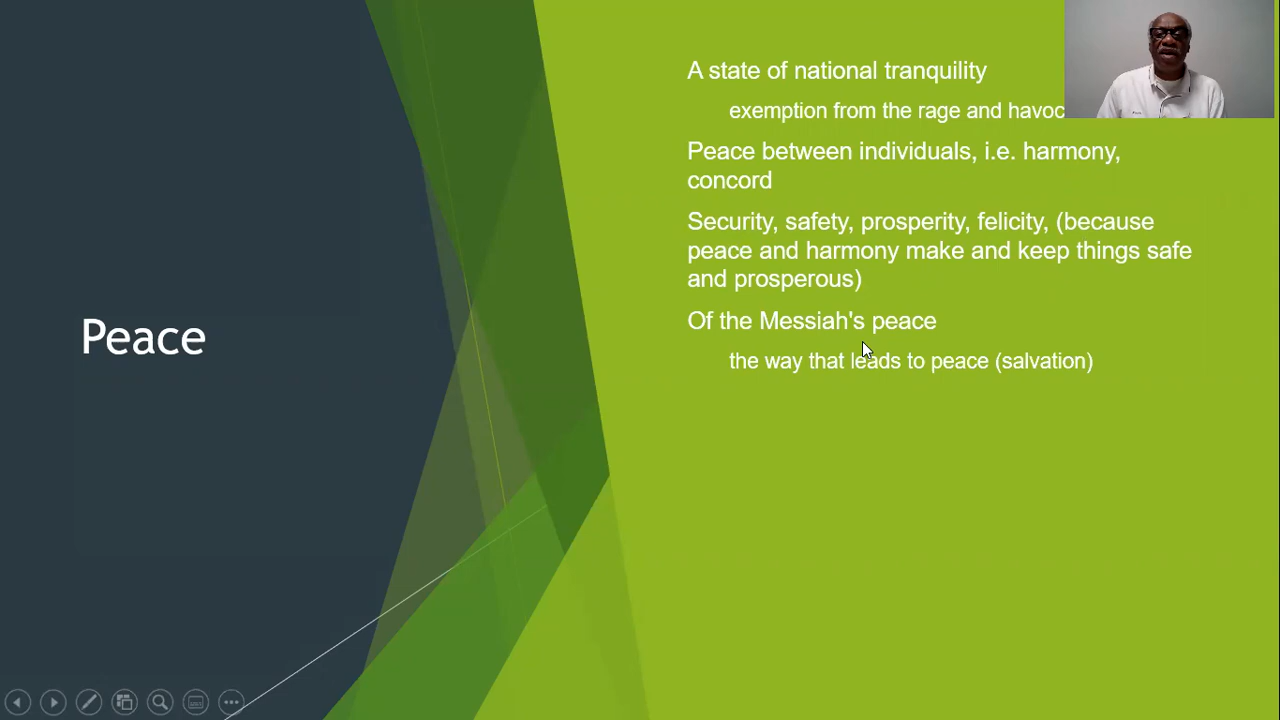 Peace
A state of national tranquility
exemption from the rage and havoc
Peace between individuals, i.e. harmony,
concord
Security, safety, prosperity, felicity, (because
peace and harmony make and keep things safe
and prosperous)
Of the Messiah's peace
the way that leads to peace (salvation)